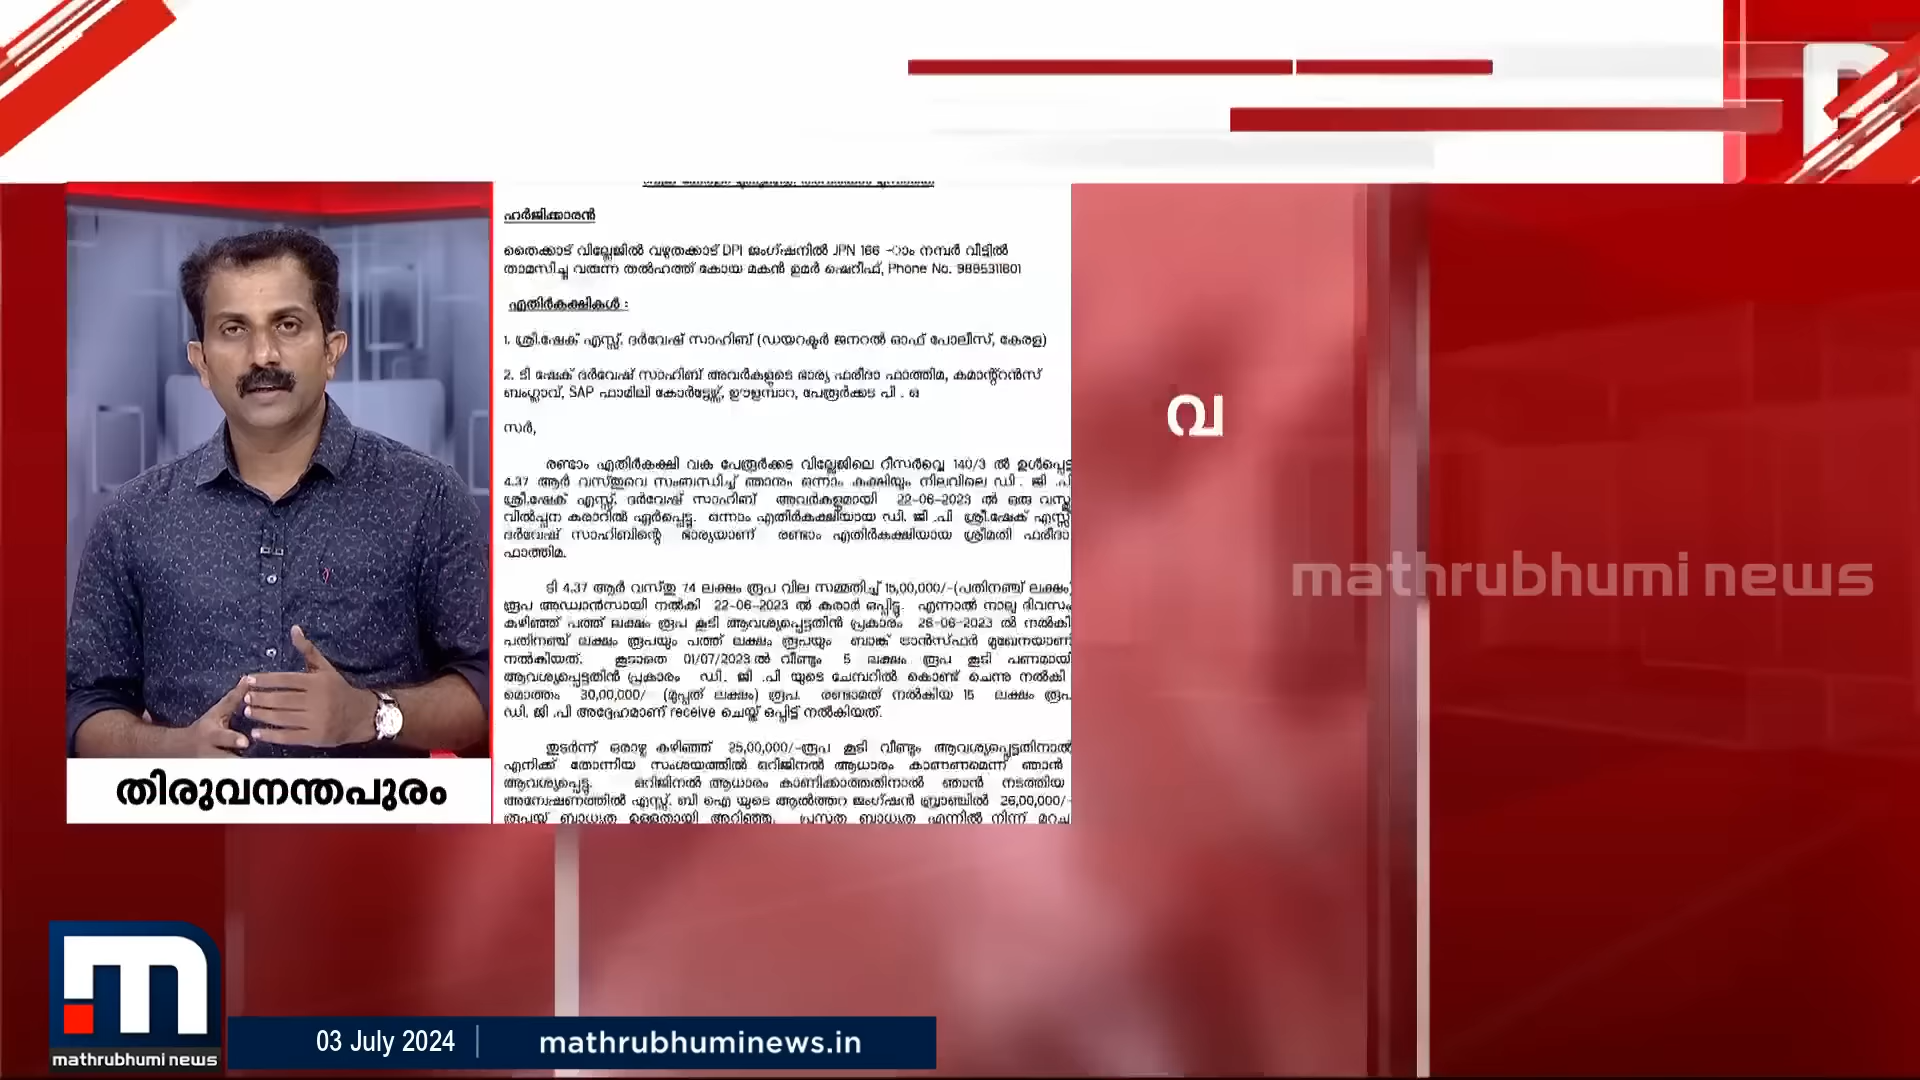 ഹർജിക്കാരൻ
തൈക്കാട് വില്ലേജിൽ വഴുതക്കാട് DPI ജംഗ്ഷനിൽ JPN 166 -ാം നമ്പർ വീട്ടിൽ
താമസിച്ചു വരുന്ന തൽഹത്ത് കോയ മകൻ ഉമർ ഷെറീഫ്, Phone No. 9885311601
എതിർകക്ഷികൾ :
1. ശ്രീ.ഷേക് എസ്സ്. ദർവേഷ് സാഹിബ് (ഡയറക്ടർ ജനറൽ ഓഫ് പോലീസ്, കേരള)
2. ടി ഷേക് ദർവേഷ് സാഹിബ് അവർകളുടെ ഭാര്യ ഫരീദാ ഫാത്തിമ, കമാന്റൻസ്
ബംഗ്ലാവ്, SAP ഫാമിലി കോർട്ടേഴ്സ്, ഊളമ്പാറ, പേരൂർക്കട പി . ഒ
സർ,
രണ്ടാം എതിർകക്ഷി വക പേരൂർക്കട വില്ലേജിലെ റീസർവ്വെ 140/3 ൽ ഉൾപ്പെട്ട
4.37 ആർ വസ്തുവെ സംബന്ധിച്ച് ഞാനും ഒന്നാം കക്ഷിയും നിലവിലെ ഡി . ജി .പി
ശ്രീ.ഷേക് എസ്സ്. ദർവേഷ് സാഹിബ് അവർകളുമായി 22-06-2023 ൽ ഒരു വസ്തു
വിൽപ്പന കരാറിൽ ഏർപ്പെട്ടു. ഒന്നാം എതിർകക്ഷിയായ ഡി. ജി .പി ശ്രീ.ഷേക് എസ്സ്
ദർവേഷ് സാഹിബിന്റെ ഭാര്യയാണ് രണ്ടാം എതിർകക്ഷിയായ ശ്രീമതി ഫരീദാ
ഫാത്തിമ.
ടി 4.37 ആർ വസ്തു 74 ലക്ഷം രൂപ വില സമ്മതിച്ച് 15,00,000/-(പതിനഞ്ച് ലക്ഷം)
രൂപ അഡ്വാൻസായി നൽകി 22-06-2023 ൽ കരാർ ഒപ്പിട്ടു. എന്നാൽ നാലു ദിവസം
കഴിഞ്ഞ് പത്ത് ലക്ഷം രൂപ കൂടി ആവശ്യപ്പെട്ടതിൻ പ്രകാരം 26-06-2023 ൽ നൽകി
പതിനഞ്ച് ലക്ഷം രൂപയും പത്ത് ലക്ഷം രൂപയും ബാങ്ക് ട്രാൻസ്ഫർ മുഖേനയാണ്
നൽകിയത്. കൂടാതെ 01/07/2023 ൽ വീണ്ടും 5 ലക്ഷം രൂപ കൂടി പണമായി
ആവശ്യപ്പെട്ടതിൻ പ്രകാരം ഡി. ജി .പി യുടെ ചേമ്പറിൽ കൊണ്ട് ചെന്നു നൽകി
മൊത്തം 30,00,000/ (മുപ്പത് ലക്ഷം) രൂപ. രണ്ടാമത് നൽകിയ 15 ലക്ഷം രൂപ
ഡി. ജി .പി അദ്ദേഹമാണ് receive ചെയ്ത് ഒപ്പിട്ട് നൽകിയത്.
തുടർന്ന് ഒരാഴ്ച കഴിഞ്ഞ് 25,00,000/-രൂപ കൂടി വീണ്ടും ആവശ്യപ്പെട്ടതിനാൽ
എനിക്ക് തോന്നിയ സംശയത്തിൽ ഒറിജിനൽ ആധാരം കാണണമെന്ന് ഞാൻ
ആവശ്യപ്പെട്ടു. ഒറിജിനൽ ആധാരം കാണിക്കാത്തതിനാൽ ഞാൻ നടത്തിയ
അന്വേഷണത്തിൽ എസ്സ്. ബി ഐ യുടെ ആൽത്തറ ജംഗ്ഷൻ ബ്രാഞ്ചിൽ 26,00,000/-
രൂപയ്ക്ക് ബാധ്യത ഉള്ളതായി അറിഞ്ഞു. പ്രസ്തുത ബാധ്യത എന്നിൽ നിന്ന് മറച്ച
വ
mathrubhumi news
തിരുവനന്തപുരം
mathrubhumi news
03 July 2024
mathrubhuminews.in